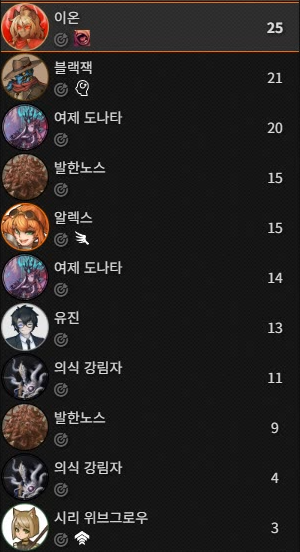 이온 25
블랙잭 21
여제 도나타 20
발한노스 15
알렉스 15
여제 도나타 14
유진 13
의식 강림자 11
발한노스 9
의식 강림자 4
시리 위브그로우 3